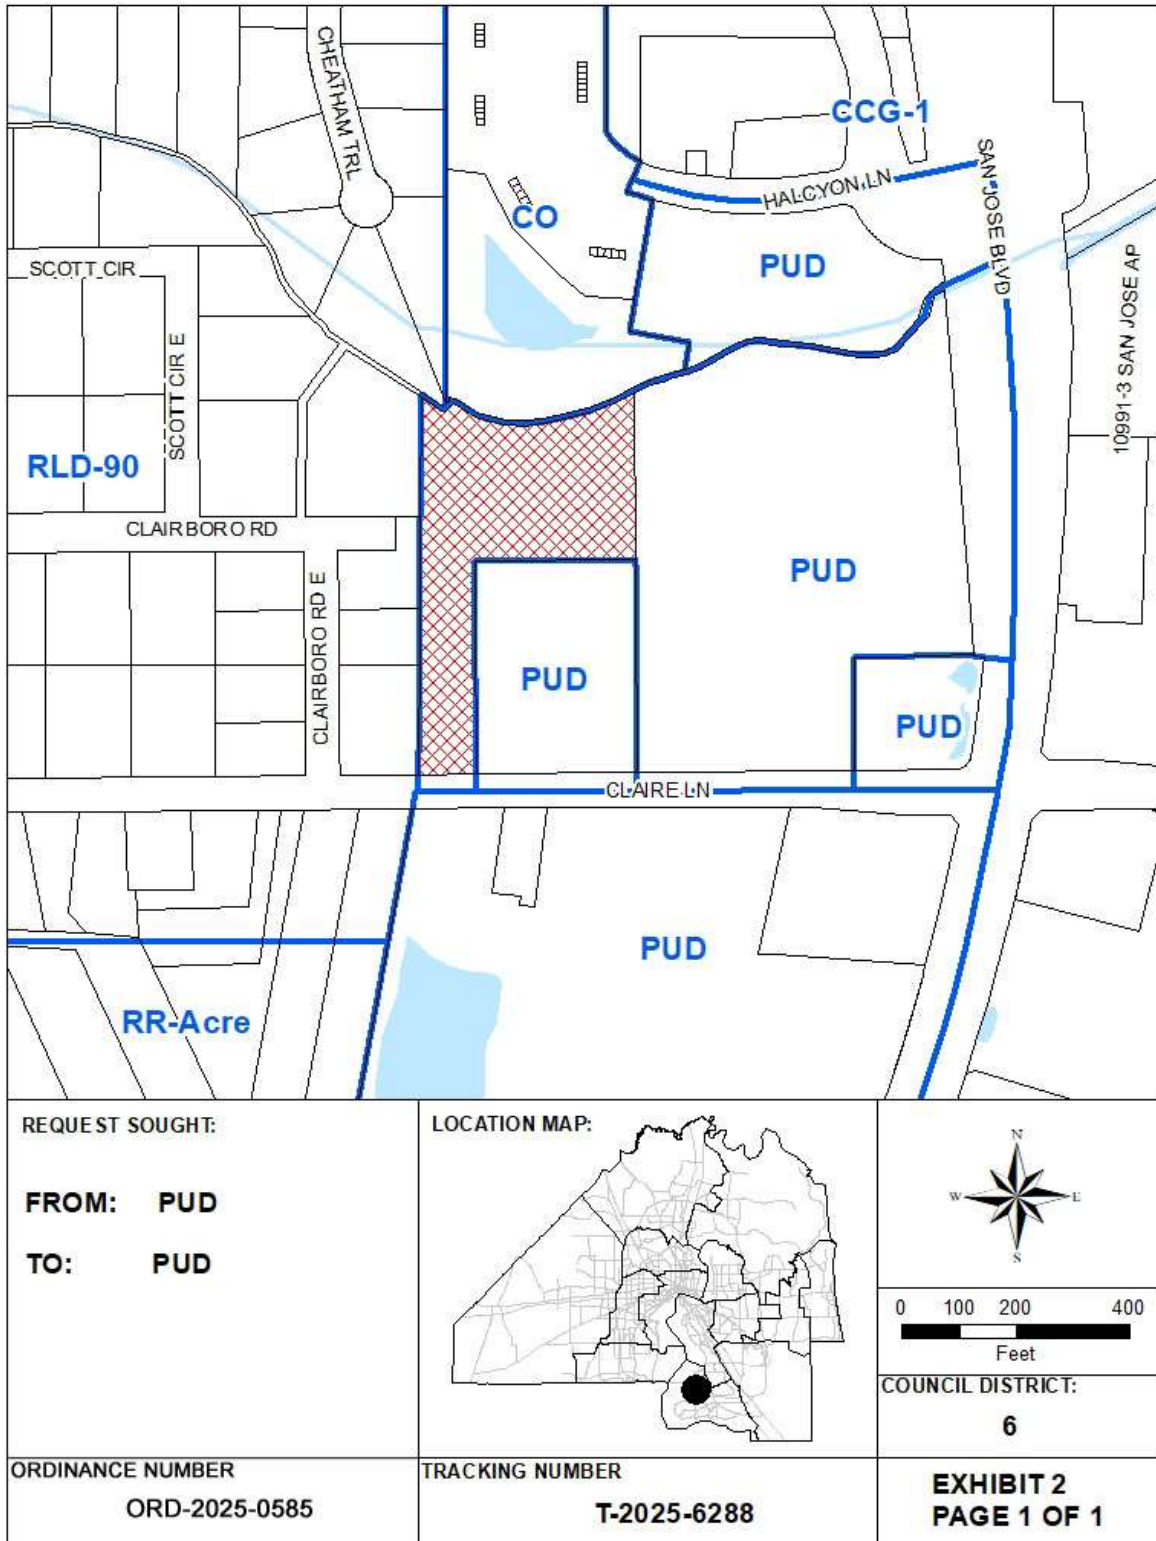 CHEATHAM TRL
CCG-1
SAN JOSE BLVD
HALCYON LN
CO
PUD
SCOTT CIR
10991-3 SAN JOSE AP
SCOTT CIR E
RLD-90
CLAIRBORO RD
PUD
CLAIRBORO RD E
PUD
PUD
CLAIRE LN
PUD
RR-Acre
REQUEST SOUGHT:
FROM: PUD
TO: PUD
LOCATION MAP:
N
W E
S
0 100 200 400
Feet
COUNCIL DISTRICT:
6
ORDINANCE NUMBER
ORD-2025-0585
TRACKING NUMBER
T-2025-6288
EXHIBIT 2
PAGE 1 OF 1